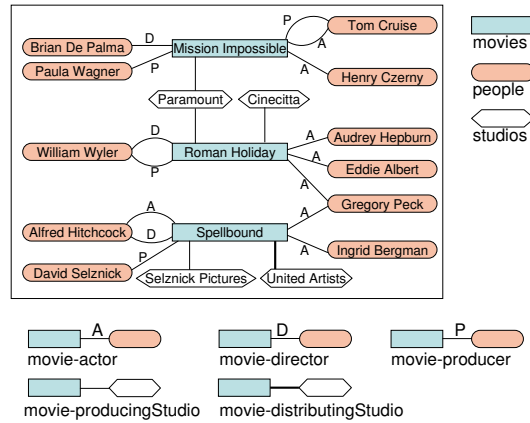 P
Tom Cruise
movies
Brian De Palma
D
Mission Impossible
A
Paula Wagner
P
A
Henry Czerny
people
Paramount
Cinecitta
studios
D
A
Audrey Hepburn
William Wyler
Roman Holiday
A
Eddie Albert
P
A
Gregory Peck
A
A
Alfred Hitchcock
D
Spellbound
P
A
Ingrid Bergman
David Selznick
Selznick Pictures
United Artists
A
D
P
movie-actor
movie-director
movie-producer
movie-producingStudio
movie-distributingStudio